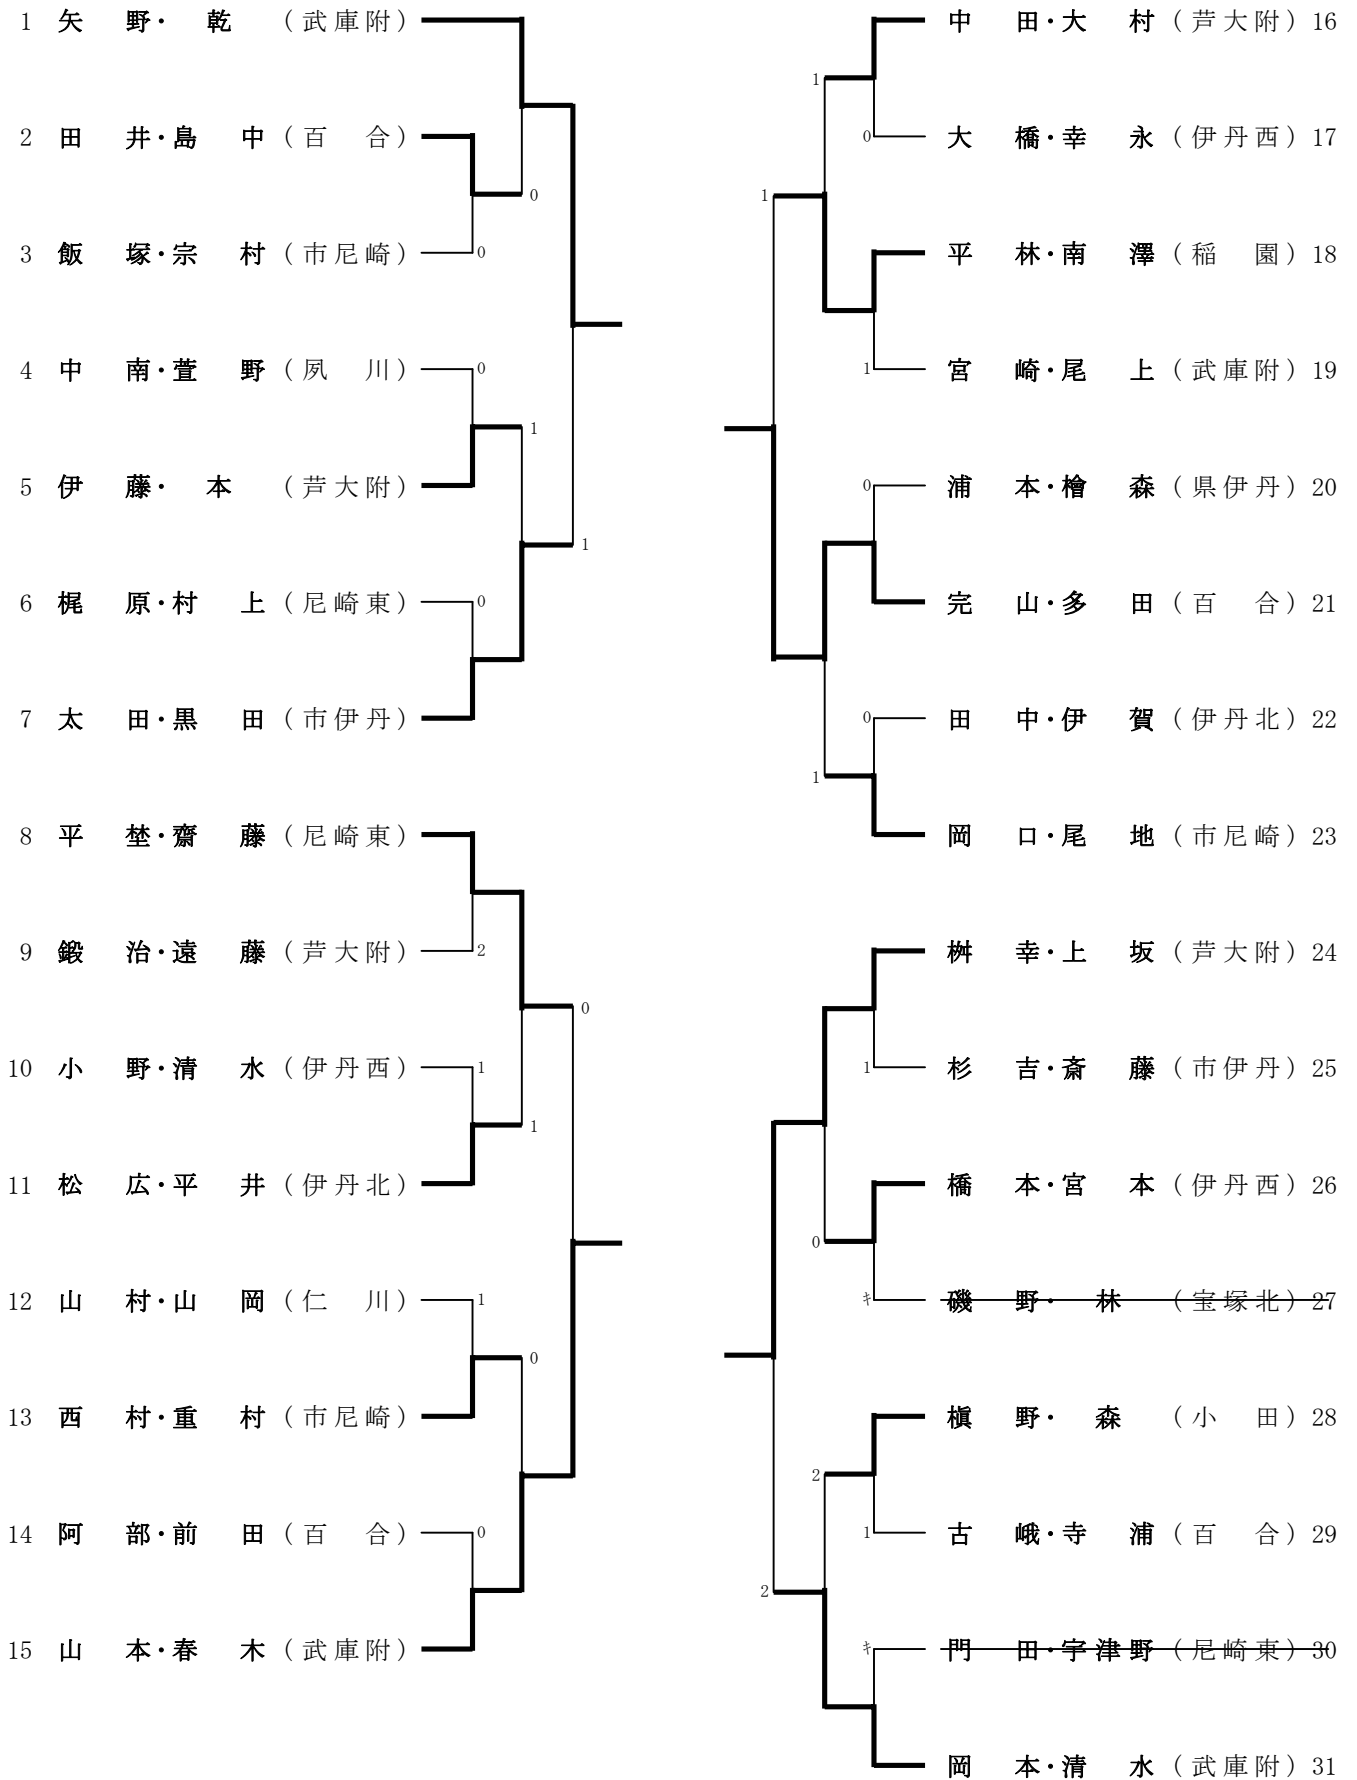 1 矢 野・ 乾 (武庫附)
2 田 井・島 中 (百 合)
0
3 飯 塚・宗 村 (市尼崎) 0
4 中 南・萱 野 (夙 川) 0
1
5 伊 藤・ 本 (芦大附)
1
6 梶 原・村 上 (尼崎東) 0
7 太 田・黒 田 (市伊丹)
8 平 埜・齋 藤 (尼崎東)
9 鍛 治・遠 藤 (芦大附) 2
0
10 小 野・清 水 (伊丹西) 1
1
11 松 広・平 井 (伊丹北)
12 山 村・山 岡 (仁 川) 1
0
13 西 村・重 村 (市尼崎)
14 阿 部・前 田 (百 合) 0
15 山 本・春 木 (武庫附)
中 田・大 村 (芦大附) 16
1
0 大 橋・幸 永 (伊丹西) 17
1
平 林・南 澤 (稲 園) 18
1 宮 崎・尾 上 (武庫附) 19
0 浦 本・檜 森 (県伊丹) 20
完 山・多 田 (百 合) 21
0 田 中・伊 賀 (伊丹北) 22
1
岡 口・尾 地 (市尼崎) 23
桝 幸・上 坂 (芦大附) 24
1 杉 吉・斎 藤 (市伊丹) 25
橋 本・宮 本 (伊丹西) 26
0
キ 磯 野・ 林 (宝塚北) 27
槇 野・ 森 (小 田) 28
2
1 古 峨・寺 浦 (百 合) 29
2
キ 門 田・宇津野 (尼崎東) 30
岡 本・清 水 (武庫附) 31